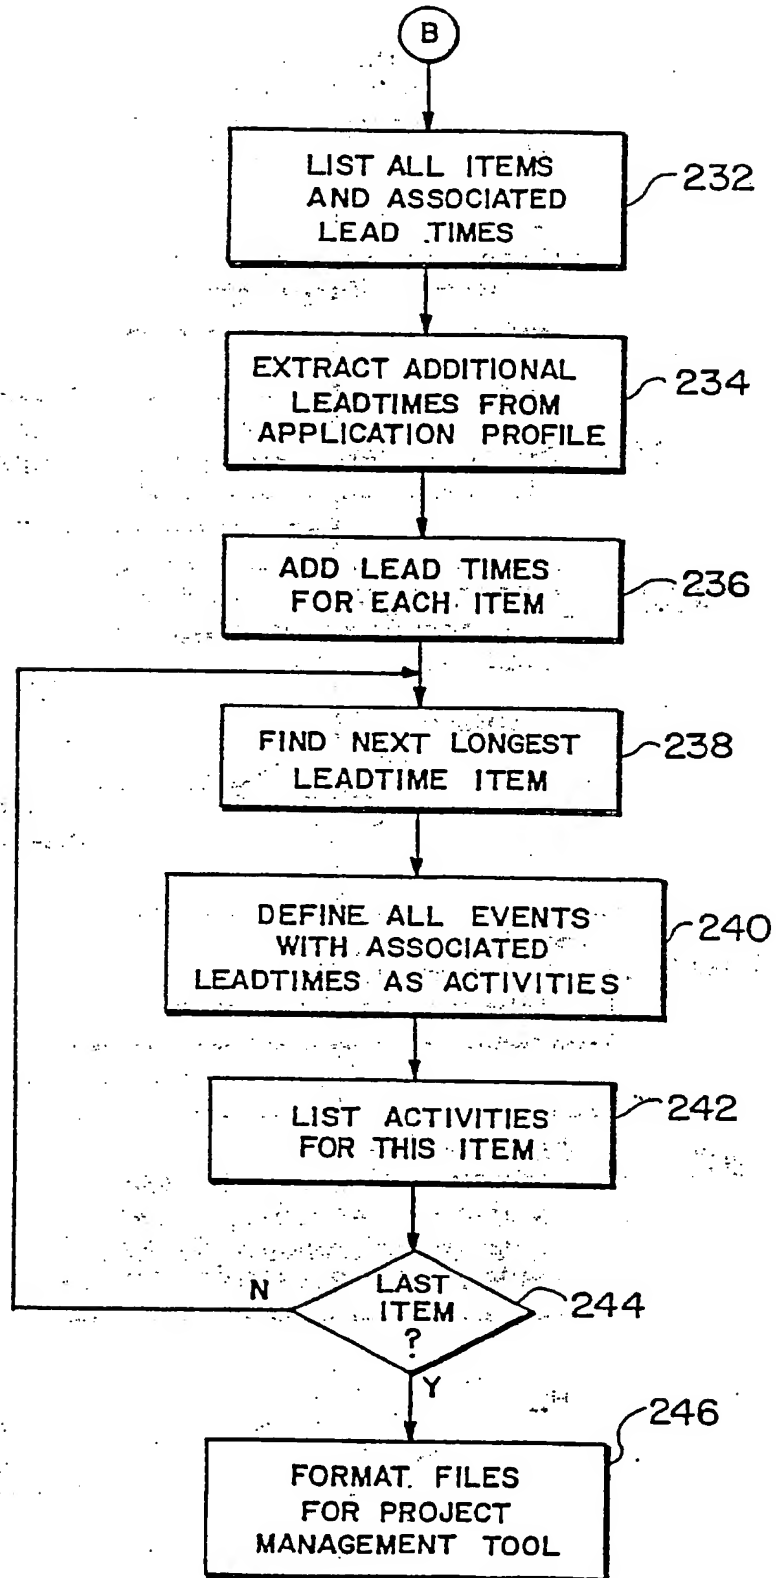 B
LIST ALL ITEMS
AND ASSOCIATED
LEAD TIMES
232
EXTRACT ADDITIONAL
LEADTIMES FROM
APPLICATION PROFILE
234
ADD LEAD TIMES
FOR EACH ITEM
236
FIND NEXT LONGEST
LEADTIME ITEM
238
DEFINE ALL EVENTS
WITH ASSOCIATED
LEADTIMES AS ACTIVITIES
240
LIST ACTIVITIES
FOR THIS ITEM
242
N
LAST
ITEM
?
244
Y
FORMAT FILES
FOR PROJECT
MANAGEMENT TOOL
246